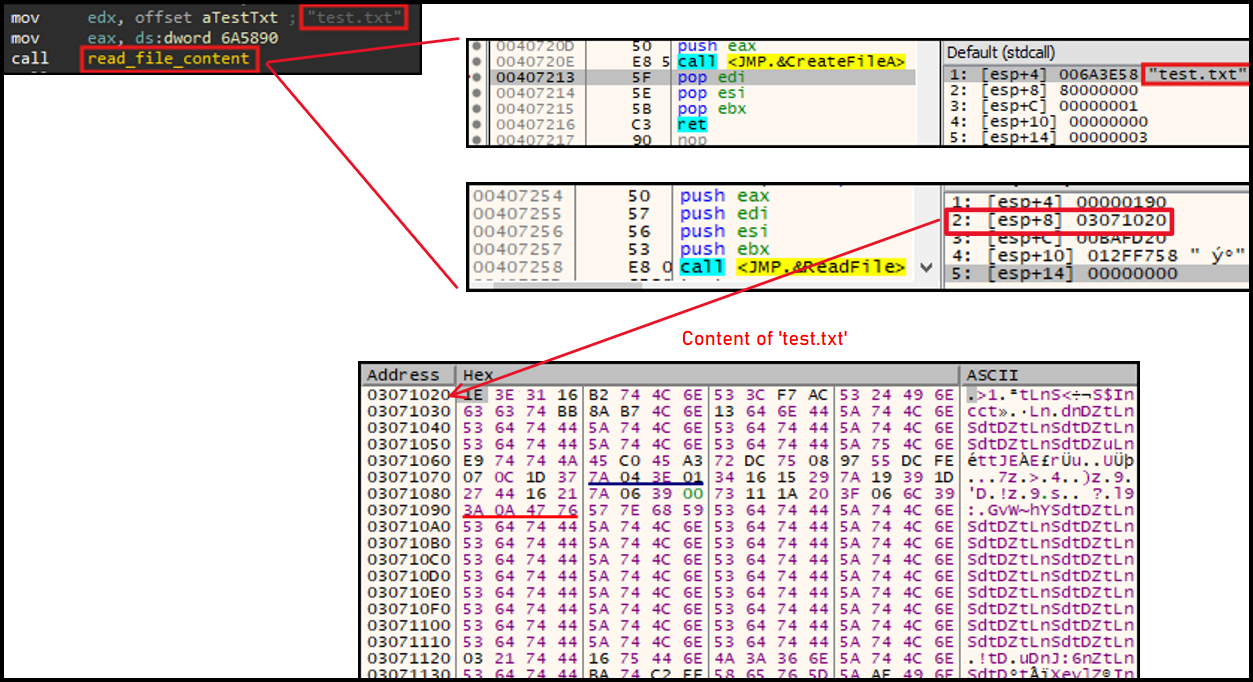 mov edx, offset aTestTxt ; "test.txt"
mov eax, ds:dword 6A5890
call read_file_content
0040720D 50 push eax
0040720E E8 5 call <JMP.&CreateFileA>
00407213 5F pop edi
00407214 5E pop esi
00407215 5B pop ebx
00407216 C3 ret
00407217 90 nop
Default (stdcall)
1: [esp+4] 006A3E58 "test.txt"
2: [esp+8] 80000000
3: [esp+C] 00000001
4: [esp+10] 00000000
5: [esp+14] 00000003
00407254 50 push eax
00407255 57 push edi
00407256 56 push esi
00407257 53 push ebx
00407258 E8 0 call <JMP.&ReadFile>
1: [esp+4] 00000190
2: [esp+8] 03071020
3: [esp+C] 00BAFD20
4: [esp+10] 012FF758 " ý°"
5: [esp+14] 00000000
Content of 'test.txt'
Address Hex ASCII
03071020 1E 3E 31 16 B2 74 4C 6E 53 3C F7 AC 53 24 49 6E .>1.²tLnS<÷¬S$In
03071030 63 63 74 BB 8A B7 4C 6E 13 64 6E 44 5A 74 4C 6E cct».·Ln.dnDZtLn
03071040 53 64 74 44 5A 74 4C 6E 53 64 74 44 5A 74 4C 6E SdtDZtLnSdtDZtLn
03071050 53 64 74 44 5A 74 4C 6E 53 64 74 44 5A 75 4C 6E SdtDZtLnSdtDZuLn
03071060 E9 74 74 4A 45 C0 45 A3 72 DC 75 08 97 55 DC FE éttJEÀE£rÜu..UÜþ
03071070 07 0C 1D 37 7A 04 3E 01 34 16 15 29 7A 19 39 1D ...7z.>.4..)z.9.
03071080 27 44 16 21 7A 06 39 00 73 11 1A 20 3F 06 6C 39 'D.!z.9.s.. ?.l9
03071090 3A 0A 47 76 57 7E 68 59 53 64 74 44 5A 74 4C 6E :.GvW~hYSdtDZtLn
030710A0 53 64 74 44 5A 74 4C 6E 53 64 74 44 5A 74 4C 6E SdtDZtLnSdtDZtLn
030710B0 53 64 74 44 5A 74 4C 6E 53 64 74 44 5A 74 4C 6E SdtDZtLnSdtDZtLn
030710C0 53 64 74 44 5A 74 4C 6E 53 64 74 44 5A 74 4C 6E SdtDZtLnSdtDZtLn
030710D0 53 64 74 44 5A 74 4C 6E 53 64 74 44 5A 74 4C 6E SdtDZtLnSdtDZtLn
030710E0 53 64 74 44 5A 74 4C 6E 53 64 74 44 5A 74 4C 6E SdtDZtLnSdtDZtLn
030710F0 53 64 74 44 5A 74 4C 6E 53 64 74 44 5A 74 4C 6E SdtDZtLnSdtDZtLn
03071100 53 64 74 44 5A 74 4C 6E 53 64 74 44 5A 74 4C 6E SdtDZtLnSdtDZtLn
03071110 53 64 74 44 5A 74 4C 6E 53 64 74 44 5A 74 4C 6E SdtDZtLnSdtDZtLn
03071120 03 21 74 44 16 75 44 6E 4A 3A 36 6E 5A 74 4C 6E .!tD.uDnJ:6nZtLn